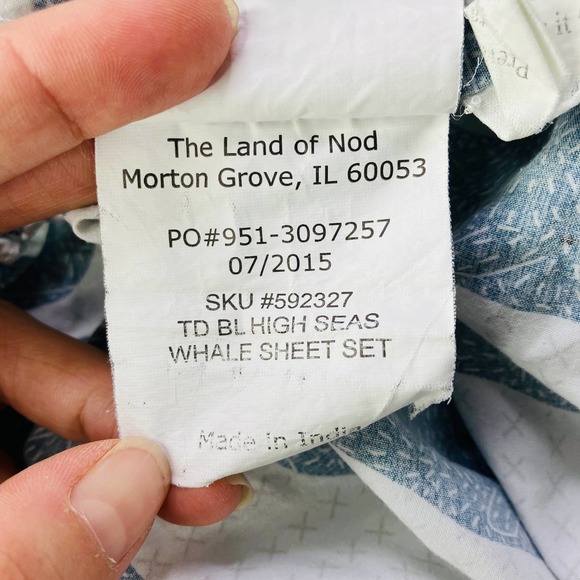 The Land of Nod
Morton Grove, IL 60053
PO#951-3097257
07/2015
SKU #592327
TD BL HIGH SEAS
WHALE SHEET SET
Made in India
it